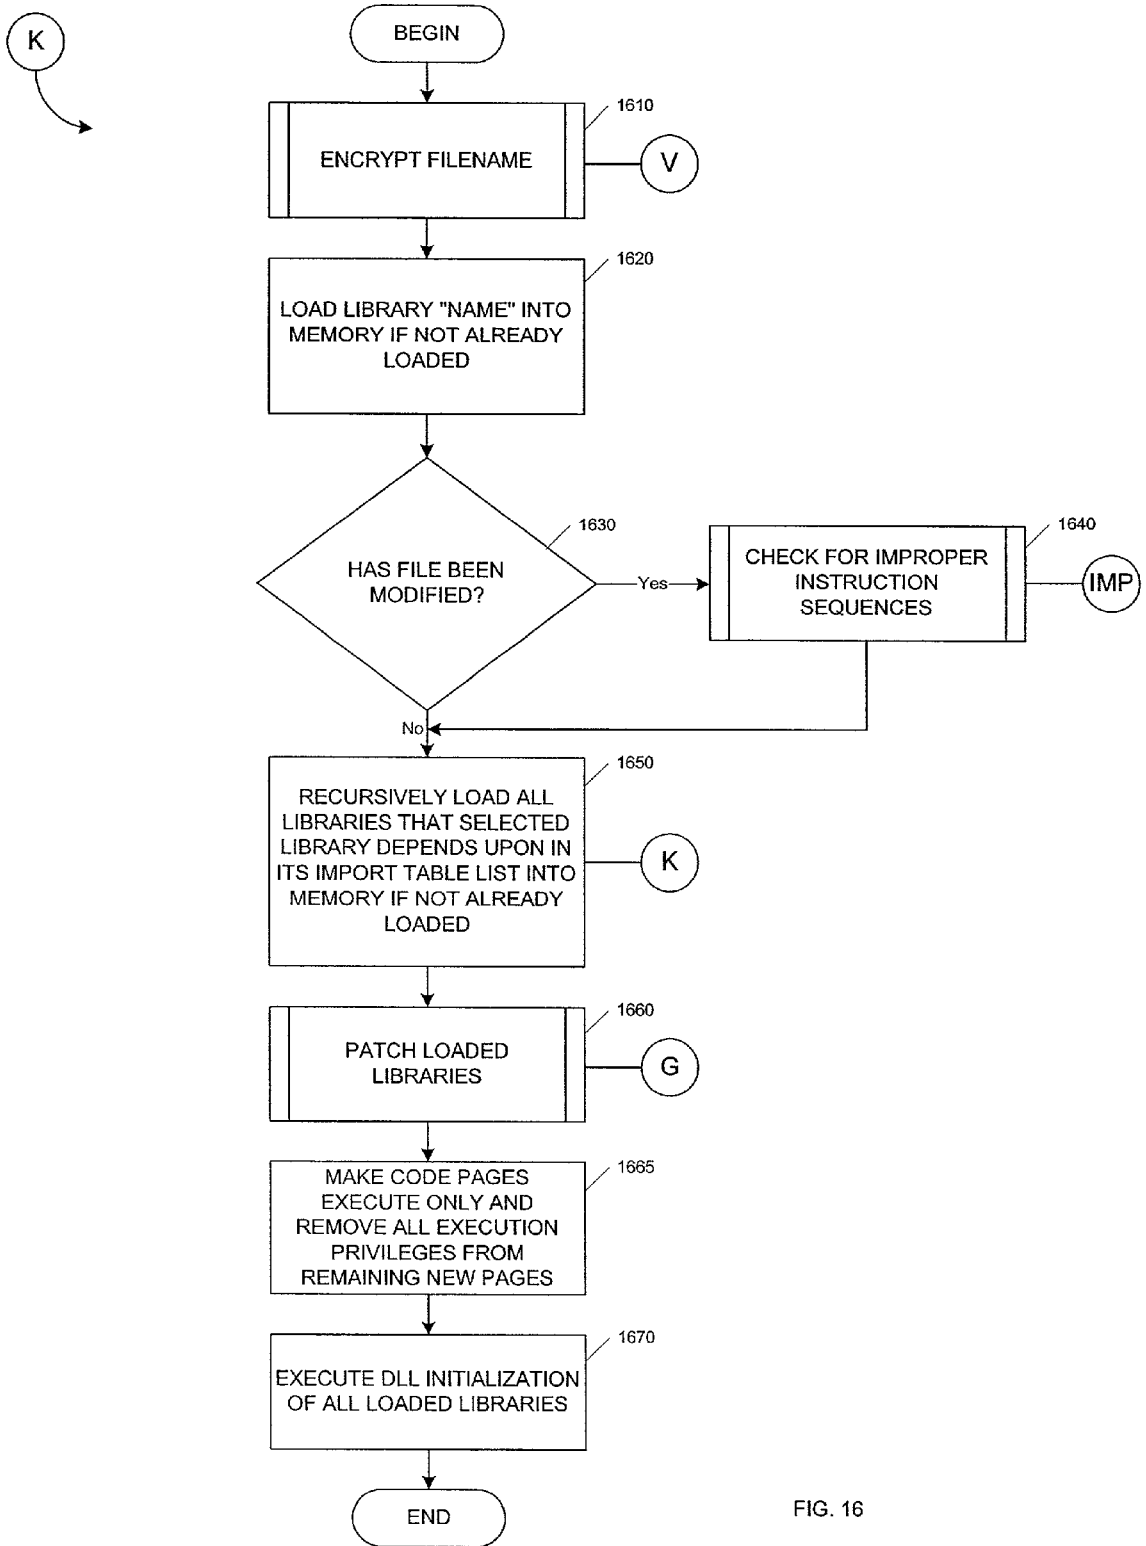 K
BEGIN
1610
ENCRYPT FILENAME
V
1620
LOAD LIBRARY "NAME" INTO
MEMORY IF NOT ALREADY
LOADED
1630
HAS FILE BEEN
MODIFIED?
Yes
1640
CHECK FOR IMPROPER
INSTRUCTION
SEQUENCES
IMP
No
1650
RECURSIVELY LOAD ALL
LIBRARIES THAT SELECTED
LIBRARY DEPENDS UPON IN
ITS IMPORT TABLE LIST INTO
MEMORY IF NOT ALREADY
LOADED
K
1660
PATCH LOADED
LIBRARIES
G
1665
MAKE CODE PAGES
EXECUTE ONLY AND
REMOVE ALL EXECUTION
PRIVILEGES FROM
REMAINING NEW PAGES
1670
EXECUTE DLL INITIALIZATION
OF ALL LOADED LIBRARIES
END
FIG. 16